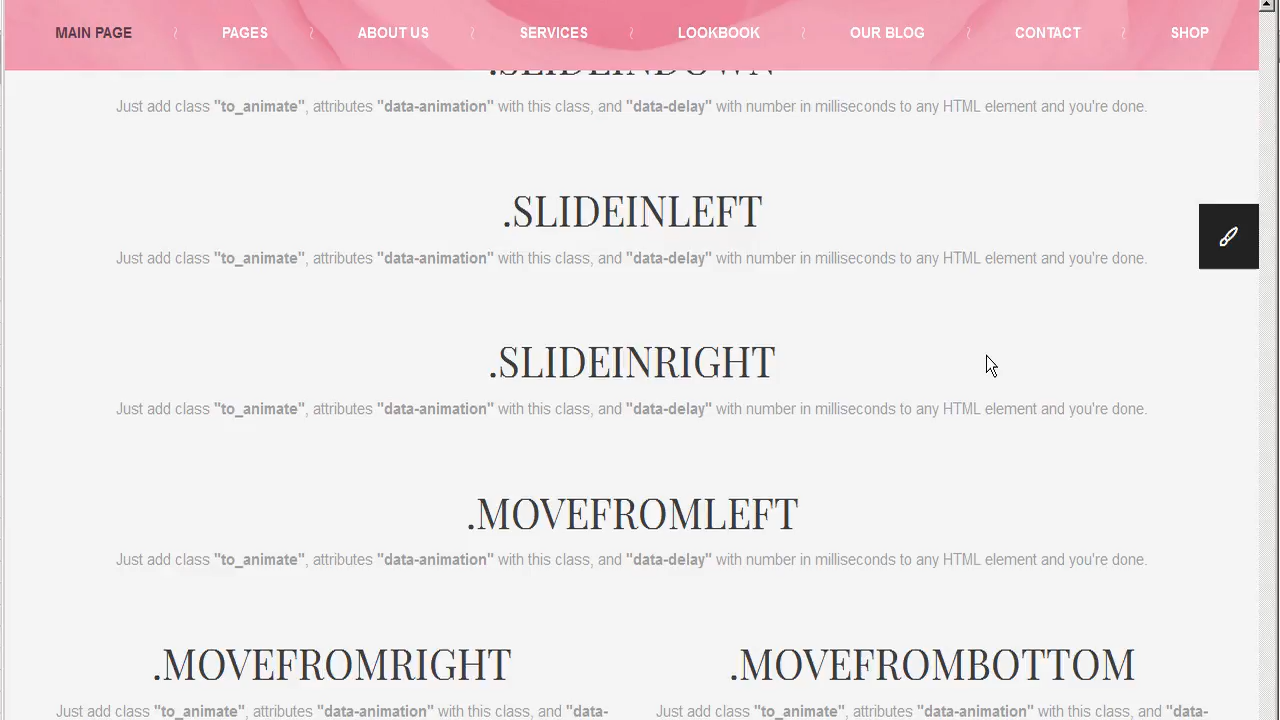 MAIN PAGE PAGES ABOUT US SERVICES LOOKBOOK OUR BLOG CONTACT SHOP
.SLIDEINDOWN
Just add class "to_animate", attributes "data-animation" with this class, and "data-delay" with number in milliseconds to any HTML element and you're done.
.SLIDEINLEFT
Just add class "to_animate", attributes "data-animation" with this class, and "data-delay" with number in milliseconds to any HTML element and you're done.
.SLIDEINRIGHT
Just add class "to_animate", attributes "data-animation" with this class, and "data-delay" with number in milliseconds to any HTML element and you're done.
.MOVEFROMLEFT
Just add class "to_animate", attributes "data-animation" with this class, and "data-delay" with number in milliseconds to any HTML element and you're done.
.MOVEFROMRIGHT
Just add class "to_animate", attributes "data-animation" with this class, and "data-
.MOVEFROMBOTTOM
Just add class "to_animate", attributes "data-animation" with this class, and "data-